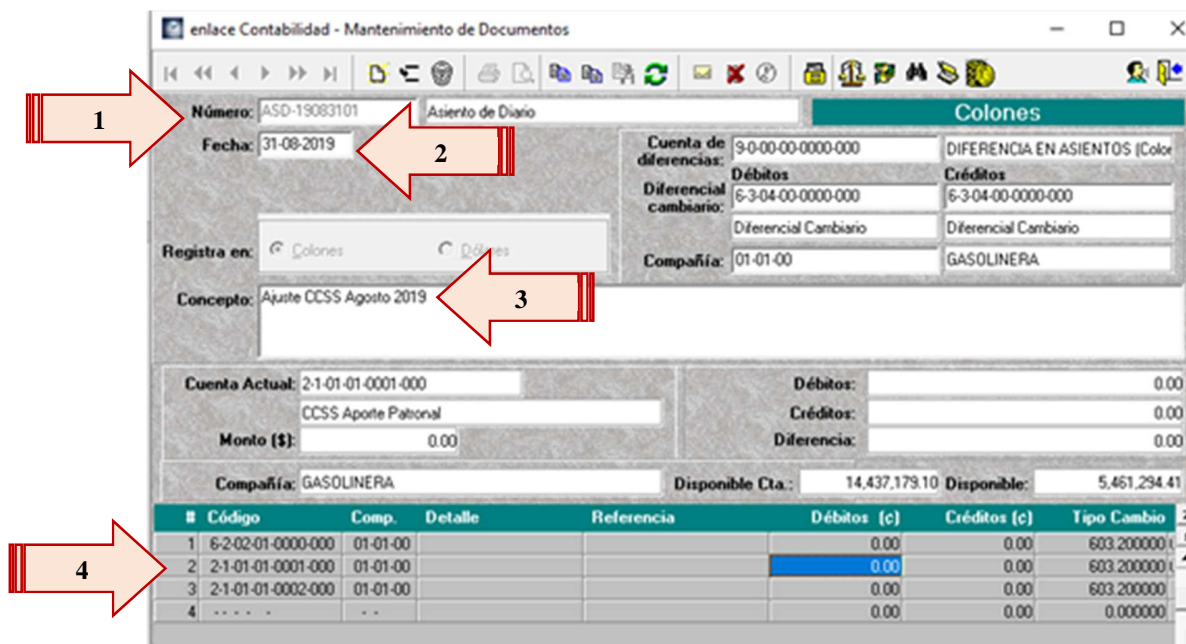 enlace Contabilidad - Mantenimiento de Documentos
1
Número: ASD-19083101 Asiento de Diario Colones
Fecha: 31-08-2019
2
Cuenta de diferencias: 9-0-00-00-0000-000 DIFERENCIA EN ASIENTOS (Color
Débitos Créditos
Diferencial cambiario: 6-3-04-00-0000-000 6-3-04-00-0000-000
Diferencial Cambiario Diferencial Cambiario
Registra en: Colones Dólares
Compañía: 01-01-00 GASOLINERA
Concepto: Ajuste CCSS Agosto 2019
3
Cuenta Actual: 2-1-01-01-0001-000 Débitos: 0.00
CCSS Aporte Patronal Créditos: 0.00
Monto ($): 0.00 Diferencia: 0.00
Compañía: GASOLINERA Disponible Cta.: 14,437,179.10 Disponible: 5,461,294.41
# Código Comp. Detalle Referencia Débitos (c) Créditos (c) Tipo Cambio
1 6-2-02-01-0000-000 01-01-00 0.00 0.00 603.200000
4
2 2-1-01-01-0001-000 01-01-00 0.00 0.00 603.200000
3 2-1-01-01-0002-000 01-01-00 0.00 0.00 603.200000
4 - - - - - - - 0.00 0.00 0.000000